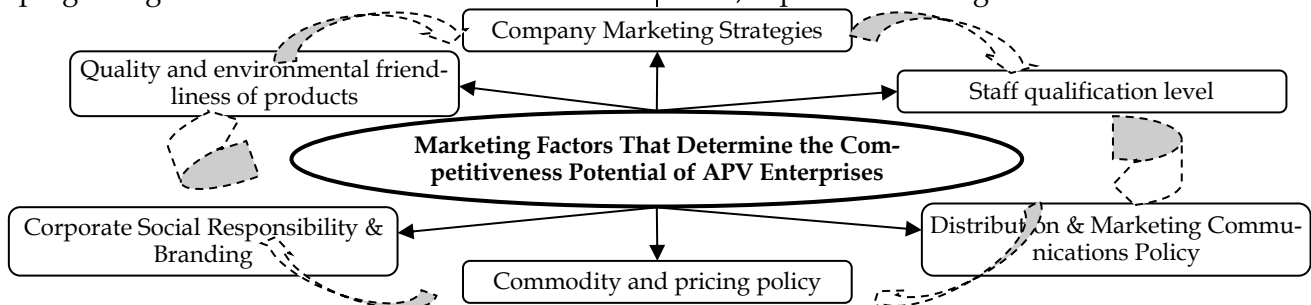 Company Marketing Strategies
Quality and environmental friend-
liness of products
Staff qualification level
Marketing Factors That Determine the Com-
petitiveness Potential of APV Enterprises
Corporate Social Responsibility &
Branding
Distribution & Marketing Commu-
nications Policy
Commodity and pricing policy